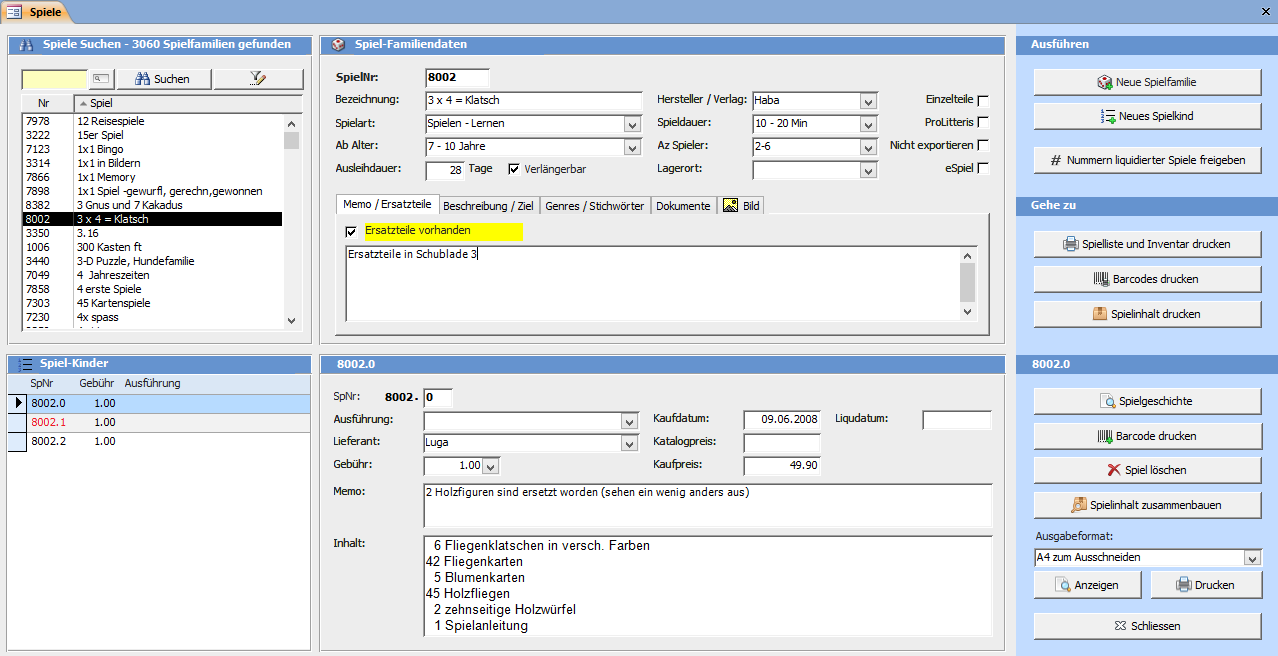 Spiele
Spiele Suchen - 3060 Spielfamilien gefunden
Suchen
Nr Spiel
7978 12 Reisespiele
3222 15er Spiel
7123 1x1 Bingo
3314 1x1 in Bildern
7866 1x1 Memory
7898 1x1 Spiel -gewurfl, gerechn,gewonnen
8382 3 Gnus und 7 Kakadus
8002 3 x 4 = Klatsch
3350 3.16
1006 300 Kasten ft
3440 3-D Puzzle, Hundefamilie
7049 4 Jahreszeiten
7858 4 erste Spiele
7303 45 Kartenspiele
7230 4x spass
Spiel-Familiendaten
SpielNr: 8002
Bezeichnung: 3 x 4 = Klatsch Hersteller / Verlag: Haba Einzelteile
Spielart: Spielen - Lernen Spieldauer: 10 - 20 Min ProLitteris
Ab Alter: 7 - 10 Jahre Az Spieler: 2-6 Nicht exportieren
Ausleihdauer: 28 Tage Verlängerbar Lagerort: eSpiel
Memo / Ersatzteile Beschreibung / Ziel Genres / Stichwörter Dokumente Bild
Ersatzteile vorhanden
Ersatzteile in Schublade 3
Ausführen
Neue Spielfamilie
Neues Spielkind
# Nummern liquidierter Spiele freigeben
Gehe zu
Spielliste und Inventar drucken
Barcodes drucken
Spielinhalt drucken
Spiel-Kinder
SpNr Gebühr Ausführung
8002.0 1.00
8002.1 1.00
8002.2 1.00
8002.0
SpNr: 8002. 0
Ausführung: Kaufdatum: 09.06.2008 Liqudatum:
Lieferant: Luga Katalogpreis:
Gebühr: 1.00 Kaufpreis: 49.90
Memo: 2 Holzfiguren sind ersetzt worden (sehen ein wenig anders aus)
Inhalt: 6 Fliegenklatschen in versch. Farben
42 Fliegenkarten
5 Blumenkarten
45 Holzfliegen
2 zehnseitige Holzwürfel
1 Spielanleitung
8002.0
Spielgeschichte
Barcode drucken
Spiel löschen
Spielinhalt zusammenbauen
Ausgabeformat:
A4 zum Ausschneiden
Anzeigen Drucken
Schliessen